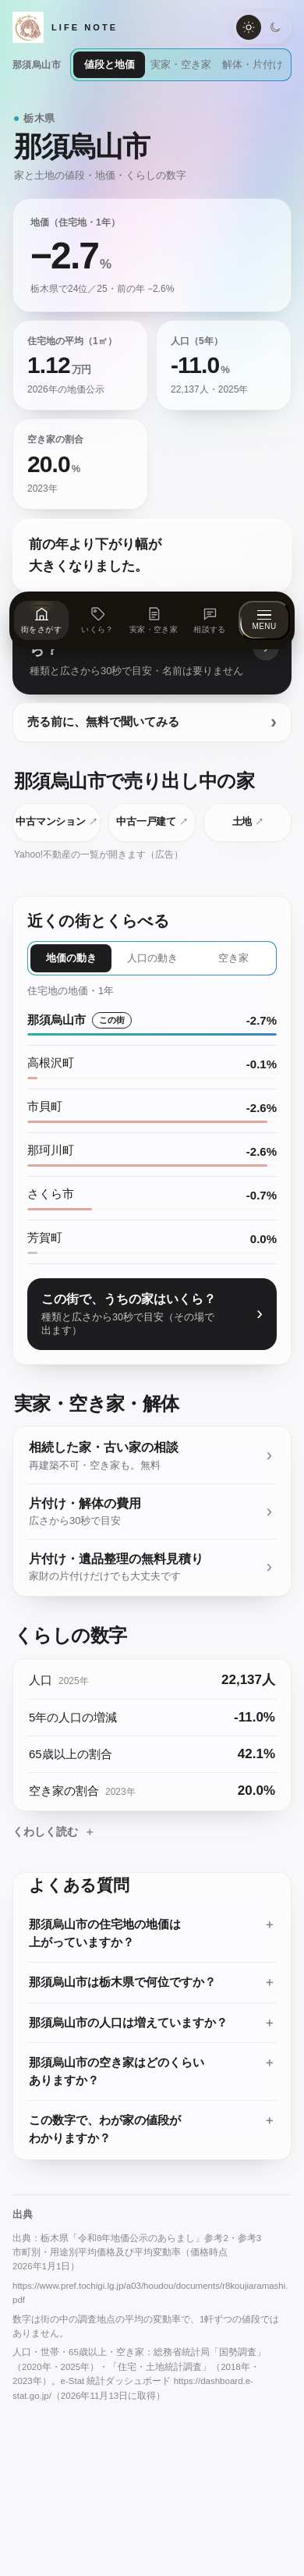 LIFE NOTE
那須烏山市
値段と地価
実家・空き家
解体・片付け
栃木県
那須烏山市
家と土地の値段・地価・くらしの数字
地価（住宅地・1年）
−2.7%
栃木県で24位／25・前の年 −2.6%
住宅地の平均（1㎡）
1.12万円
2026年の地価公示
人口（5年）
-11.0%
22,137人・2025年
空き家の割合
20.0%
2023年
前の年より下がり幅が
大きくなりました。
街をさがす
いくら？
実家・空き家
相談する
MENU
種類と広さから30秒で目安・名前は要りません
売る前に、無料で聞いてみる ›
那須烏山市で売り出し中の家
中古マンション ↗
中古一戸建て ↗
土地 ↗
Yahoo!不動産の一覧が開きます（広告）
近くの街とくらべる
地価の動き
人口の動き
空き家
住宅地の地価・1年
那須烏山市 この街 -2.7%
高根沢町 -0.1%
市貝町 -2.6%
那珂川町 -2.6%
さくら市 -0.7%
芳賀町 0.0%
この街で、うちの家はいくら？
種類と広さから30秒で目安（その場で
出ます） ›
実家・空き家・解体
相続した家・古い家の相談
再建築不可・空き家も。無料 ›
片付け・解体の費用
広さから30秒で目安 ›
片付け・遺品整理の無料見積り
家財の片付けだけでも大丈夫です ›
くらしの数字
人口 2025年 22,137人
5年の人口の増減 -11.0%
65歳以上の割合 42.1%
空き家の割合 2023年 20.0%
くわしく読む ＋
よくある質問
那須烏山市の住宅地の地価は
上がっていますか？ +
那須烏山市は栃木県で何位ですか？ +
那須烏山市の人口は増えていますか？ +
那須烏山市の空き家はどのくらい
ありますか？ +
この数字で、わが家の値段が
わかりますか？ +
出典
出典：栃木県「令和8年地価公示のあらまし」参考2・参考3
市町別・用途別平均価格及び平均変動率（価格時点
2026年1月1日）
https://www.pref.tochigi.lg.jp/a03/houdou/documents/r8koujiaramashi.
pdf
数字は街の中の調査地点の平均の変動率で、1軒ずつの値段では
ありません。
人口・世帯・65歳以上・空き家：総務省統計局「国勢調査」
（2020年・2025年）・「住宅・土地統計調査」（2018年・
2023年）。e-Stat 統計ダッシュボード https://dashboard.e-
stat.go.jp/（2026年11月13日に取得）